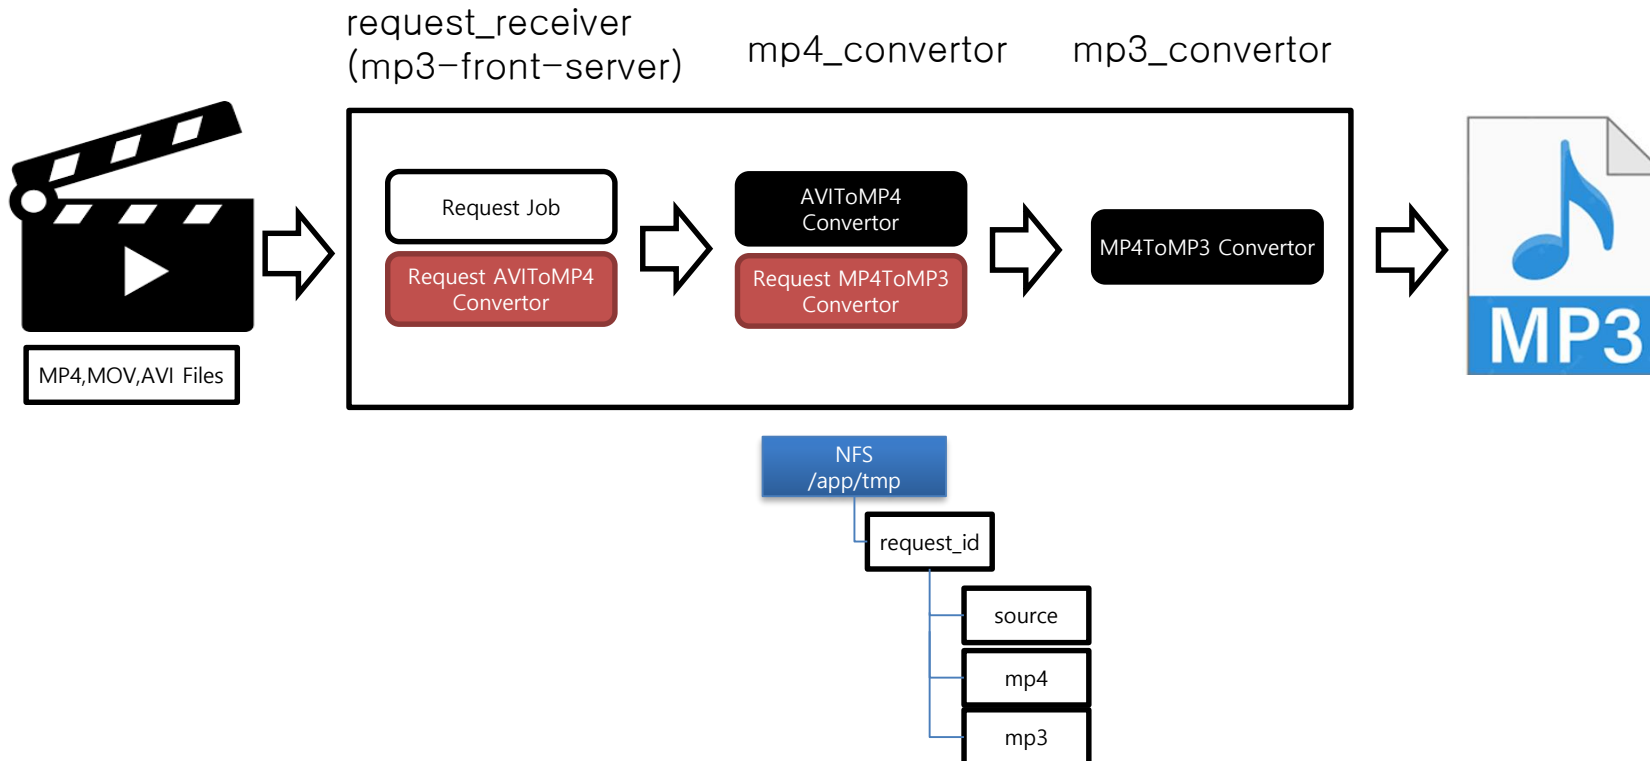 request_receiver
(mp3-front-server)
mp4_convertor
mp3_convertor
Request Job
Request AVIToMP4
Convertor
AVIToMP4
Convertor
Request MP4ToMP3
Convertor
MP4ToMP3 Convertor
MP4,MOV,AVI Files
MP3
NFS
/app/tmp
request_id
source
mp4
mp3